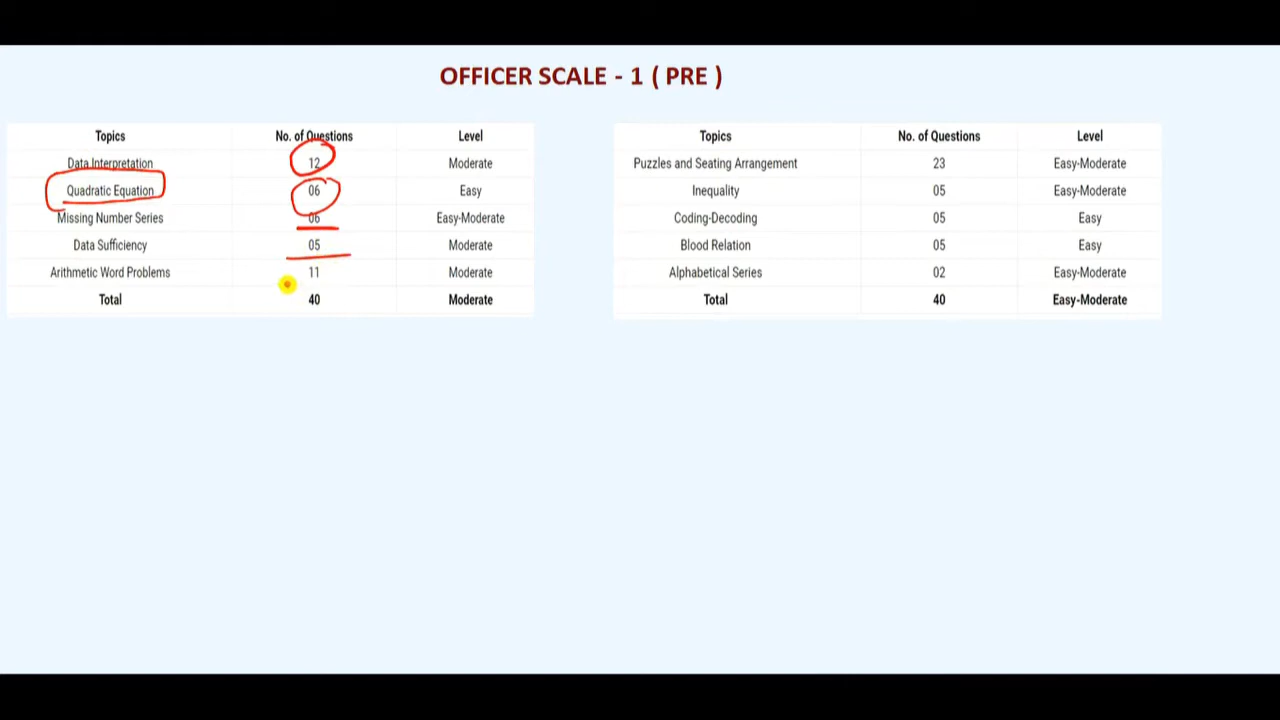 OFFICER SCALE - 1 ( PRE )
Topics No. of Questions Level
Data Interpretation 12 Moderate
Quadratic Equation 06 Easy
Missing Number Series 06 Easy-Moderate
Data Sufficiency 05 Moderate
Arithmetic Word Problems 11 Moderate
Total 40 Moderate
Topics No. of Questions Level
Puzzles and Seating Arrangement 23 Easy-Moderate
Inequality 05 Easy-Moderate
Coding-Decoding 05 Easy
Blood Relation 05 Easy
Alphabetical Series 02 Easy-Moderate
Total 40 Easy-Moderate